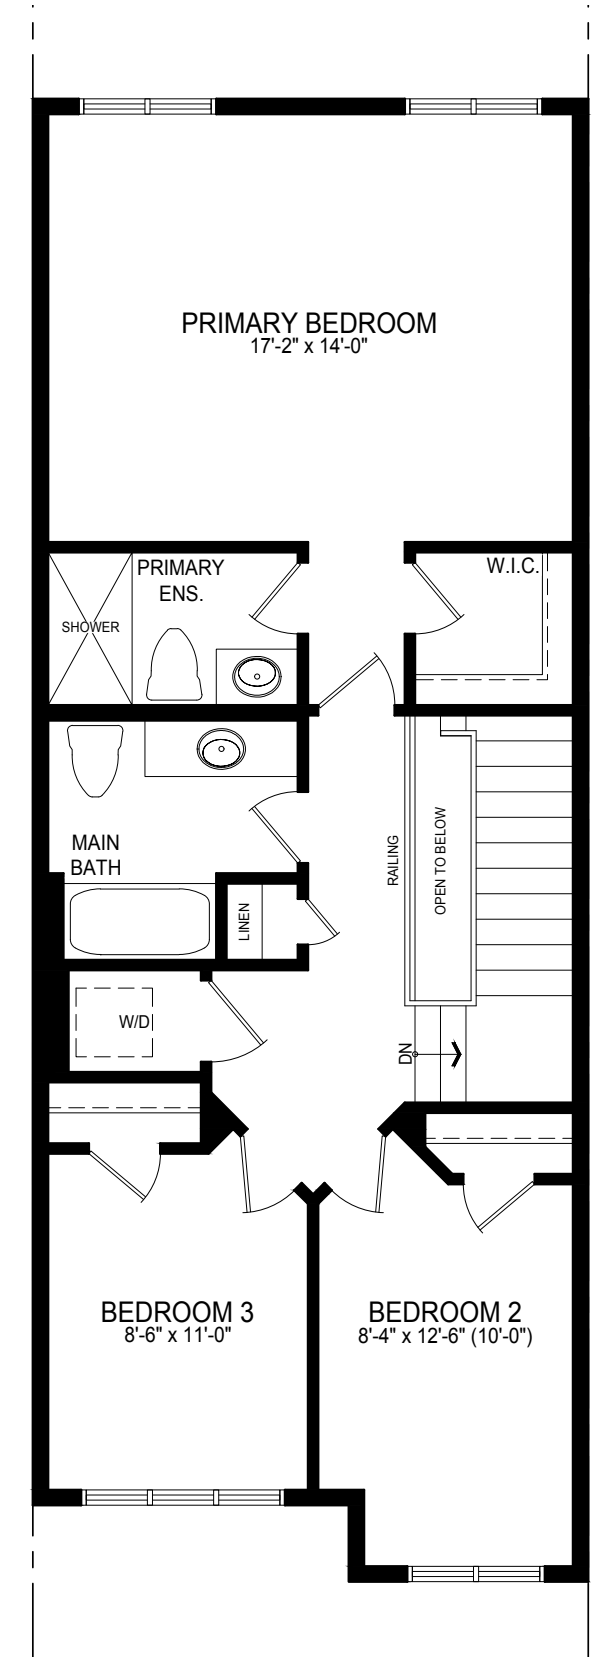 PRIMARY BEDROOM
17'-2" x 14'-0"
PRIMARY
ENS.
W.I.C.
SHOWER
MAIN
BATH
RAILING
OPEN TO BELOW
LINEN
W/D
DN
BEDROOM 3
8'-6" x 11'-0"
BEDROOM 2
8'-4" x 12'-6" (10'-0")